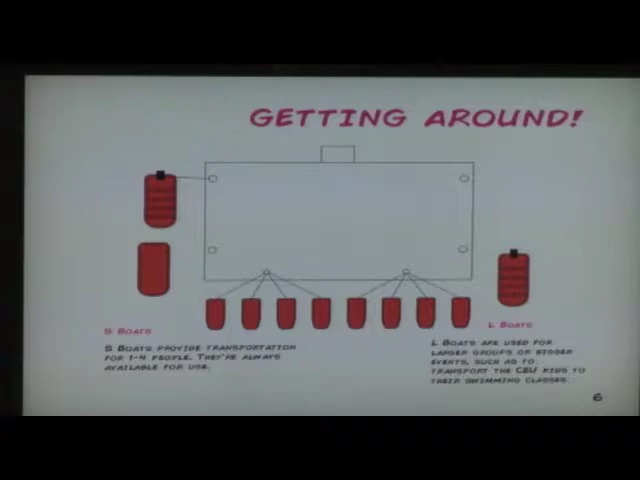 GETTING AROUND!
S BOATS
S BOATS PROVIDE TRANSPORTATION
FOR 1-4 PEOPLE. THEY'RE ALWAYS
AVAILABLE FOR USE.
L BOATS
L BOATS ARE USED FOR
LARGER GROUPS OR BIGGER
EVENTS, SUCH AS TO
TRANSPORT THE CEU KIDS TO
THEIR SWIMMING CLASSES.
6